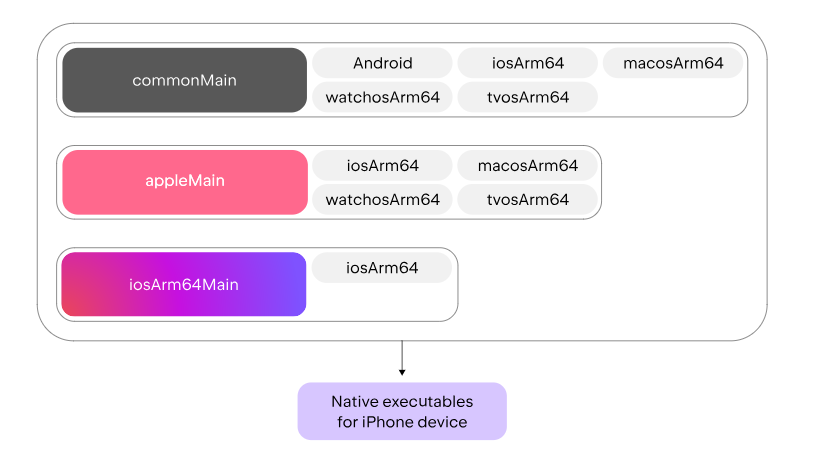 commonMain
Android
iosArm64
macosArm64
watchosArm64
tvosArm64
appleMain
iosArm64
macosArm64
watchosArm64
tvosArm64
iosArm64Main
iosArm64
Native executables
for iPhone device